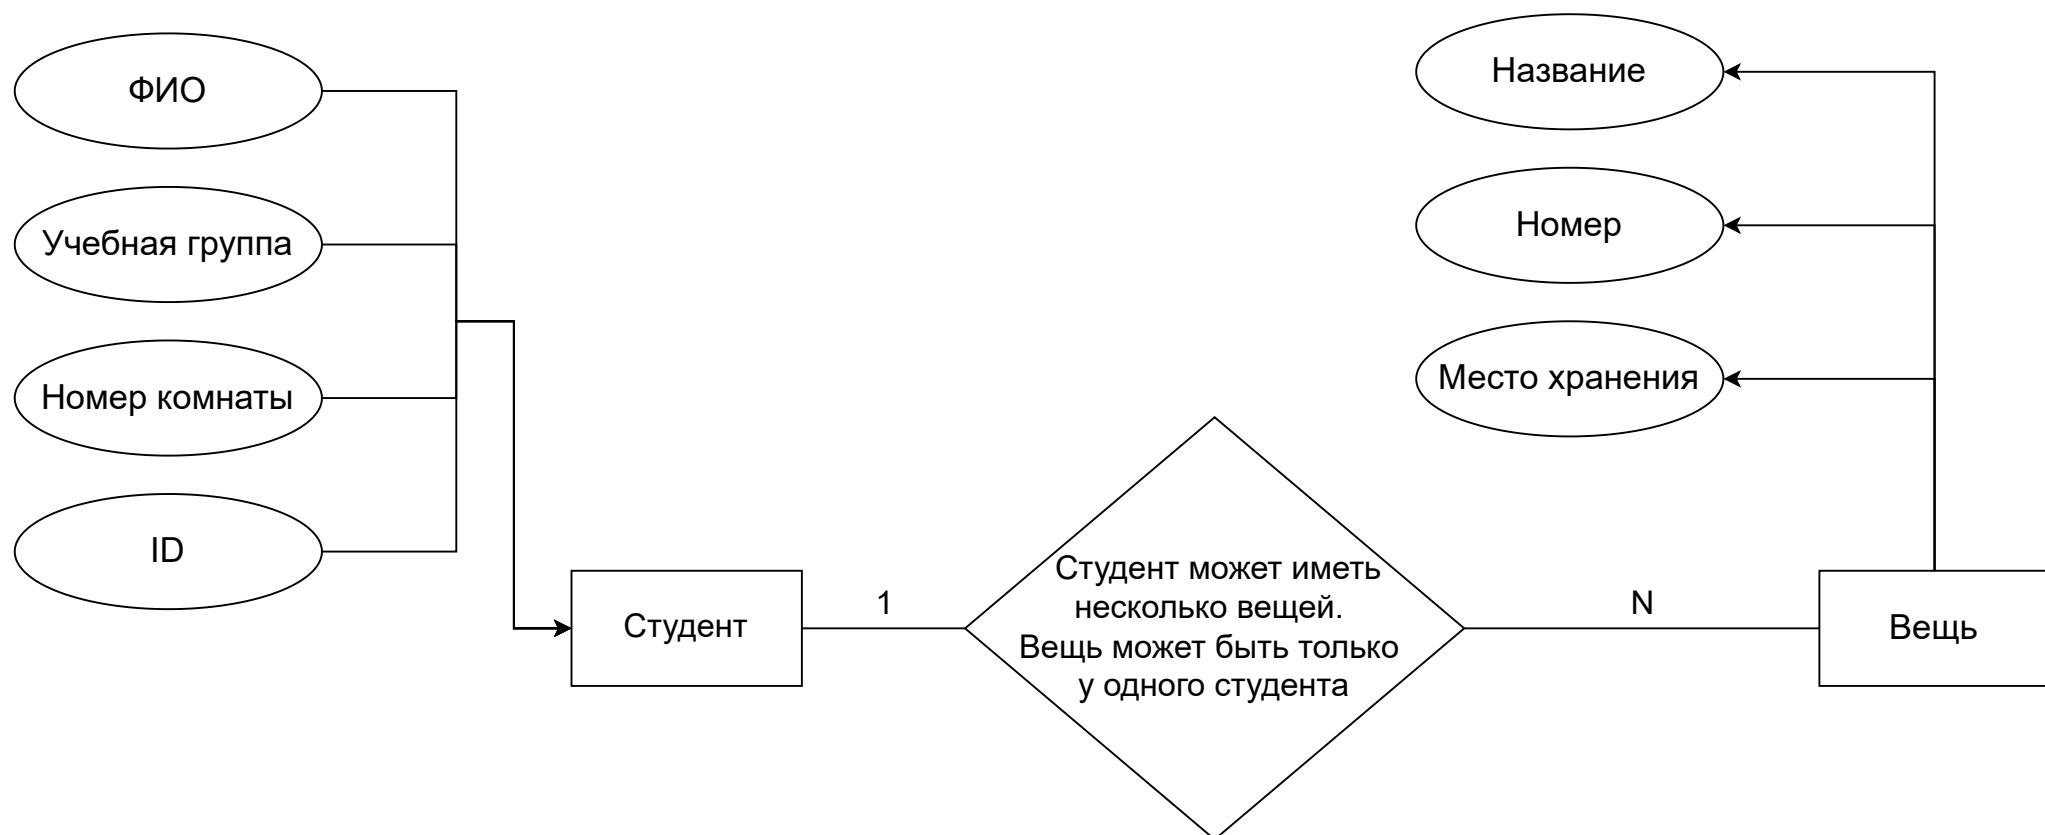 ФИО
Учебная группа
Номер комнаты
ID
Студент
1
Студент может иметь
несколько вещей.
Вещь может быть только
у одного студента
N
Название
Номер
Место хранения
Вещь